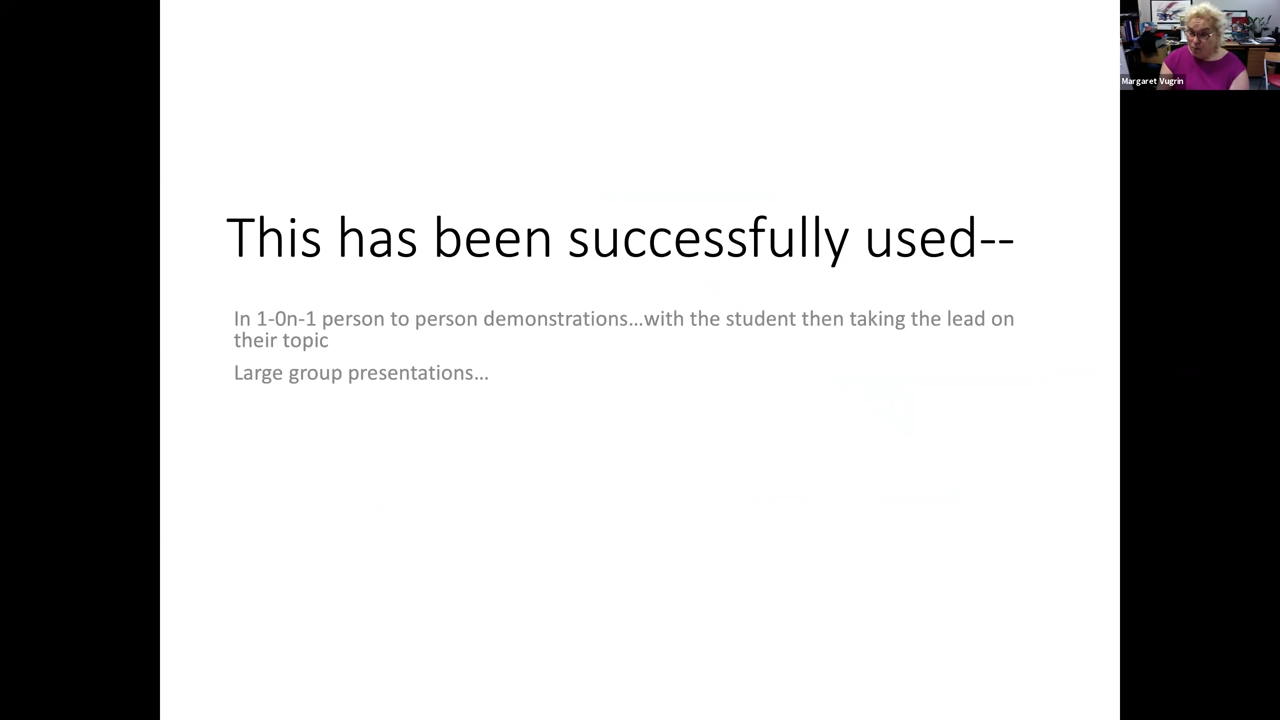 This has been successfully used--
In 1-0n-1 person to person demonstrations…with the student then taking the lead on
their topic
Large group presentations…
Margaret Vugrin